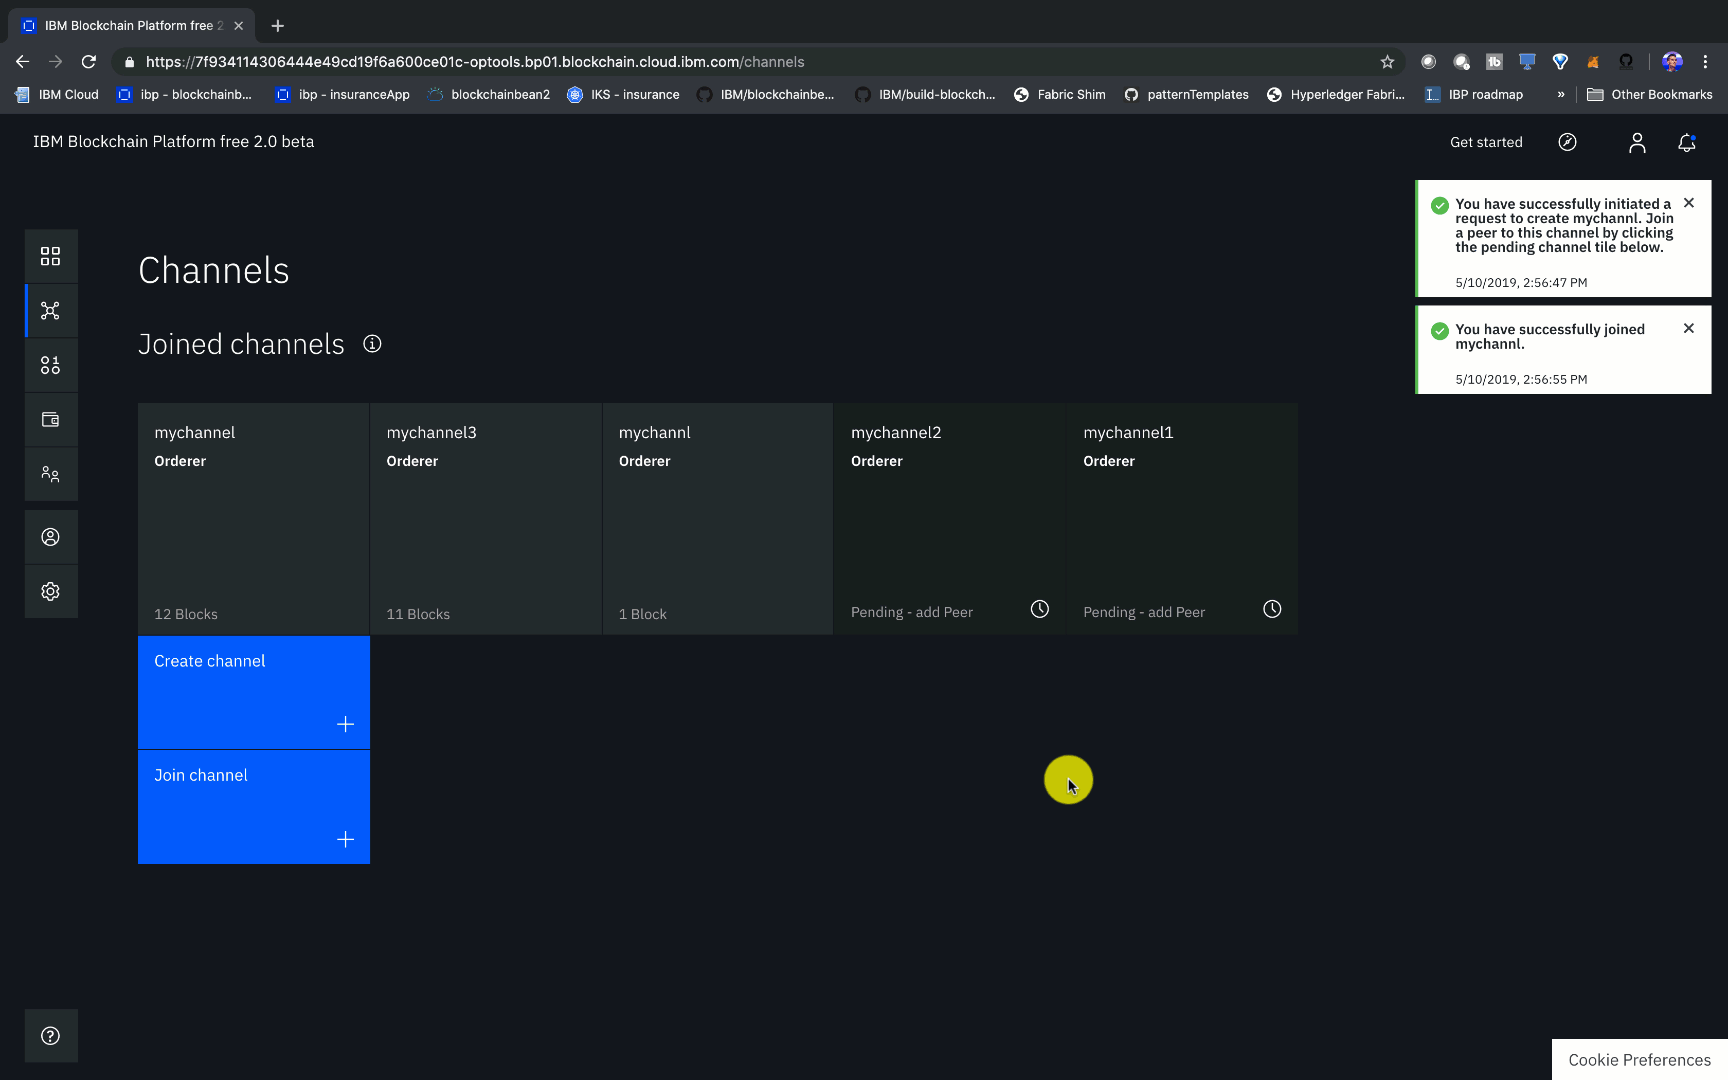 IBM Blockchain Platform free 2
https://7f934114306444e49cd19f6a600ce01c-optools.bp01.blockchain.cloud.ibm.com/channels
IBM Cloud
ibp - blockchainb...
ibp - insuranceApp
blockchainbean2
IKS - insurance
IBM/blockchainbe...
IBM/build-blockch...
Fabric Shim
patternTemplates
Hyperledger Fabri...
IBP roadmap
»
Other Bookmarks
IBM Blockchain Platform free 2.0 beta
Get started
You have successfully initiated a
request to create mychannl. Join
a peer to this channel by clicking
the pending channel tile below.
5/10/2019, 2:56:47 PM
You have successfully joined
mychannl.
5/10/2019, 2:56:55 PM
Channels
Joined channels
mychannel
Orderer
12 Blocks
mychannel3
Orderer
11 Blocks
mychannl
Orderer
1 Block
mychannel2
Orderer
Pending - add Peer
mychannel1
Orderer
Pending - add Peer
Create channel
Join channel
Cookie Preferences